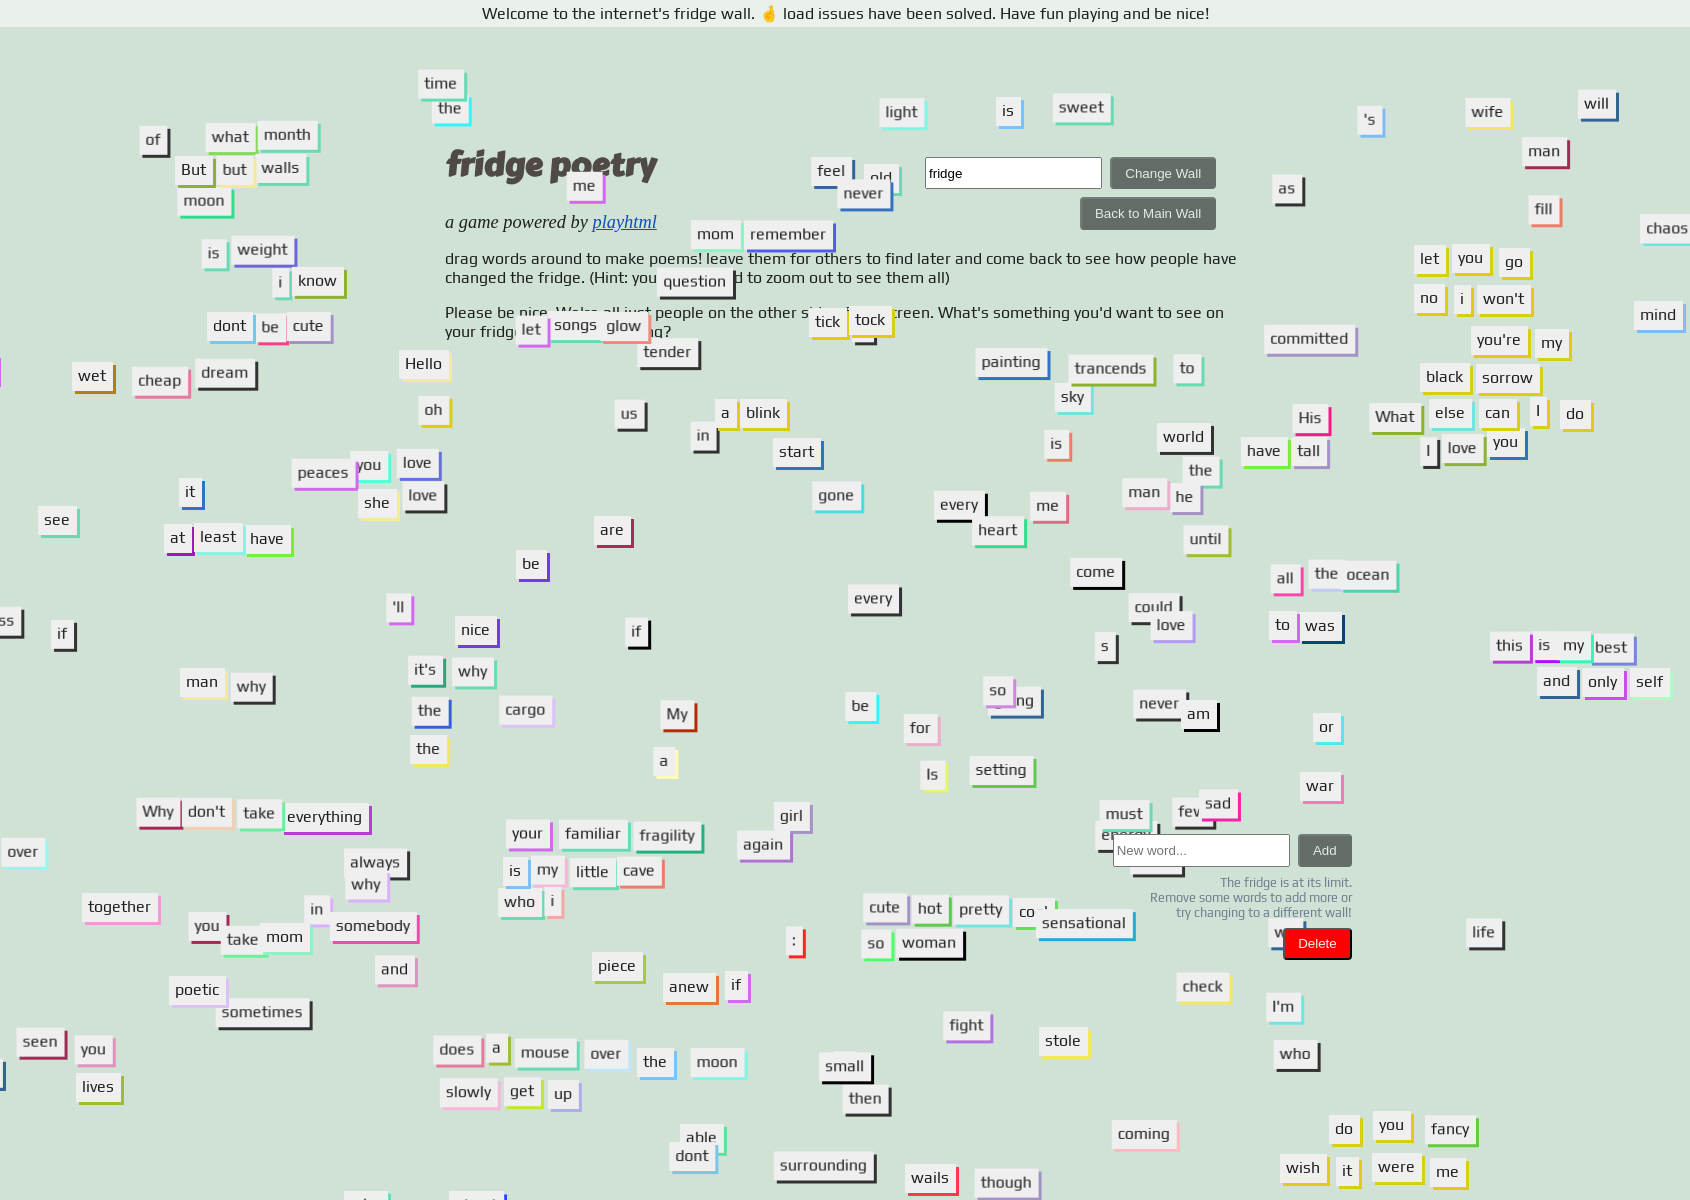 Welcome to the internet's fridge wall. 🤞 load issues have been solved. Have fun playing and be nice!
time
the
light is sweet
's wife will
man
of what month
But but walls
moon
fridge poetry
me
feel old
never
fridge
Change Wall
Back to Main Wall
as
fill
chaos
a game powered by playhtml
mom remember
is weight
i know
drag words around to make poems! leave them for others to find later and come back to see how people have
changed the fridge. (Hint: you d to zoom out to see them all)
question
let you go
no i won't
mind
Please be nice. We're all just people on the other screen. What's something you'd want to see on
your fridge
let songs glow
tick tock
tender
dont be cute
committed
you're my
Hello
painting trancends to
sky
wet cheap dream
black sorrow
oh
us
a blink
in
start
His
What else can I do
is
world
have tall
I love you
the
peaces you love
she love
it
gone
every me
heart
man he
see
at least have
are
until
be
come
all the ocean
'll
every
could
love
to was
ss
if
nice
if
s
this is my best
and only self
it's why
man why
the
cargo
My
be
so ng
for
never am
or
the
a
Is setting
war
Why don't take everything
girl
again
your familiar fragility
must
few sad
energy
New word...
Add
over
always
why
is my little cave
who i
The fridge is at its limit.
Remove some words to add more or
try changing to a different wall!
Delete
together
in
you take mom somebody
cute hot pretty
sensational
so woman
:
life
and
piece
anew if
check
poetic
sometimes
I'm
fight
stole
who
seen you
lives
does a mouse over the moon
slowly get up
small
then
able
dont
coming
do you fancy
wish it were me
surrounding
wails though